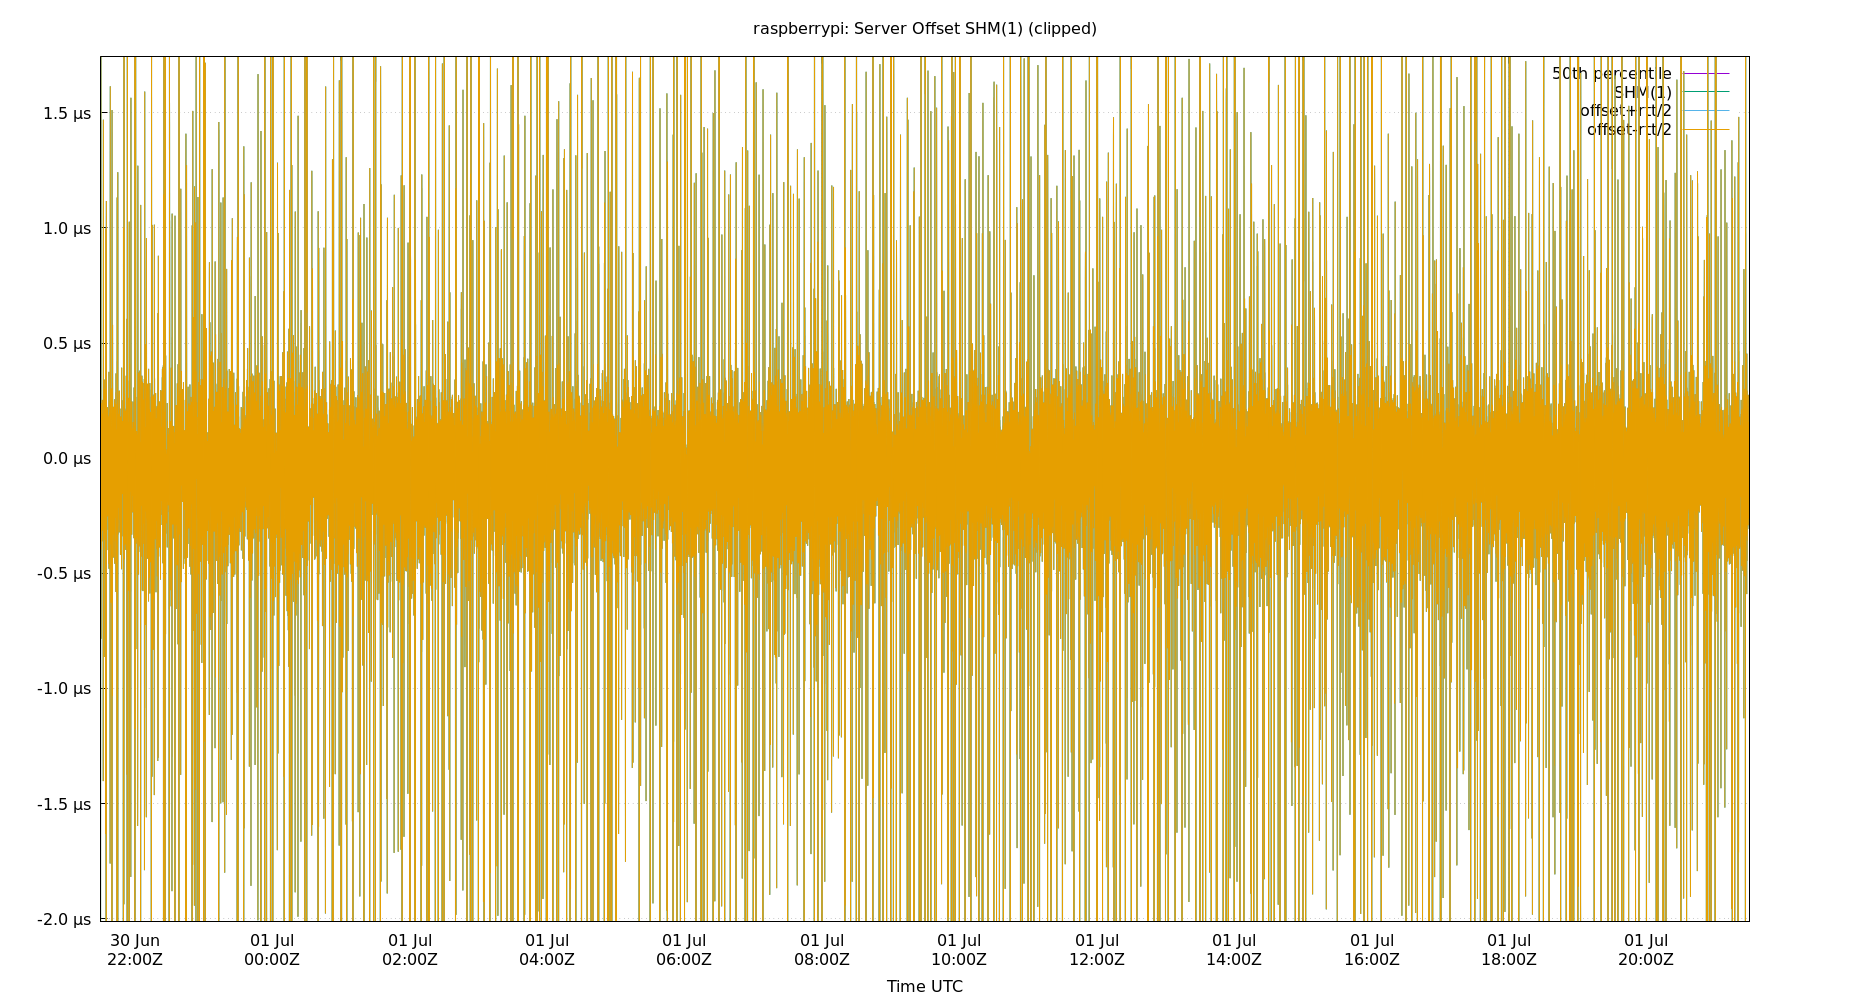 raspberrypi: Server Offset SHM(1) (clipped)
50th percentile
SHM(1)
offset+rtt/2
offset-rtt/2
1.5 µs
1.0 µs
0.5 µs
0.0 µs
-0.5 µs
-1.0 µs
-1.5 µs
-2.0 µs
30 Jun 01 Jul 01 Jul 01 Jul 01 Jul 01 Jul 01 Jul 01 Jul 01 Jul 01 Jul 01 Jul 01 Jul
22:00Z 00:00Z 02:00Z 04:00Z 06:00Z 08:00Z 10:00Z 12:00Z 14:00Z 16:00Z 18:00Z 20:00Z
Time UTC